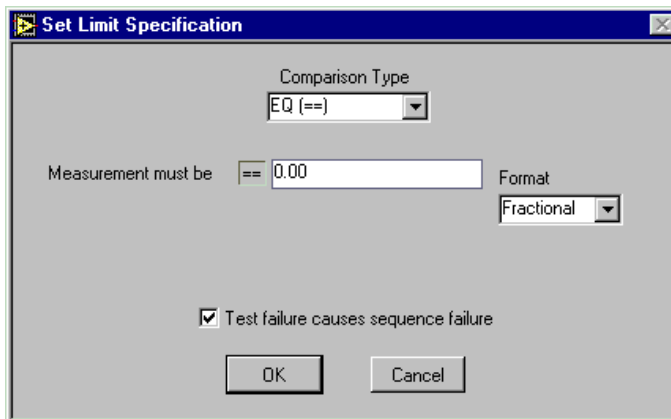 Set Limit Specification
Comparison Type
EQ (==)
Measurement must be == 0.00
Format
Fractional
Test failure causes sequence failure
OK Cancel